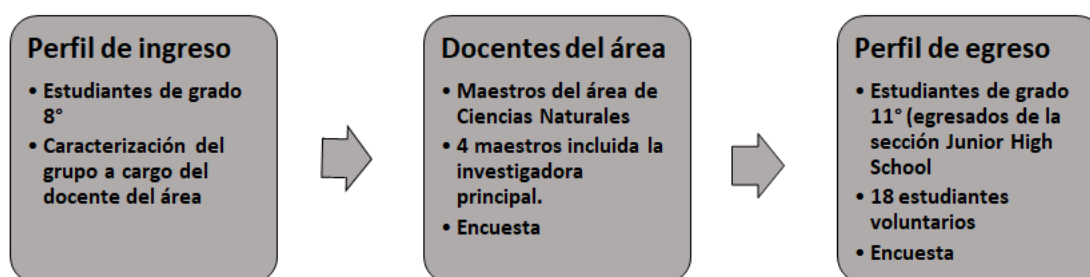 Perfil de ingreso
• Estudiantes de grado
8°
• Caracterización del
grupo a cargo del
docente del área
Docentes del área
• Maestros del área de
Ciencias Naturales
• 4 maestros incluida la
investigadora
principal.
• Encuesta
Perfil de egreso
• Estudiantes de grado
11° (egresados de la
sección Junior High
School
• 18 estudiantes
voluntarios
• Encuesta